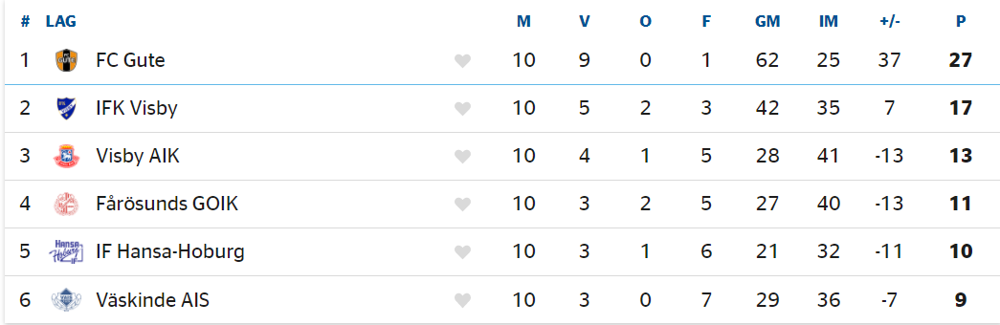 # LAG M V O F GM IM +/- P
1 FC Gute 10 9 0 1 62 25 37 27
2 IFK Visby 10 5 2 3 42 35 7 17
3 Visby AIK 10 4 1 5 28 41 -13 13
4 Fårösunds GOIK 10 3 2 5 27 40 -13 11
5 IF Hansa-Hoburg 10 3 1 6 21 32 -11 10
6 Väskinde AIS 10 3 0 7 29 36 -7 9